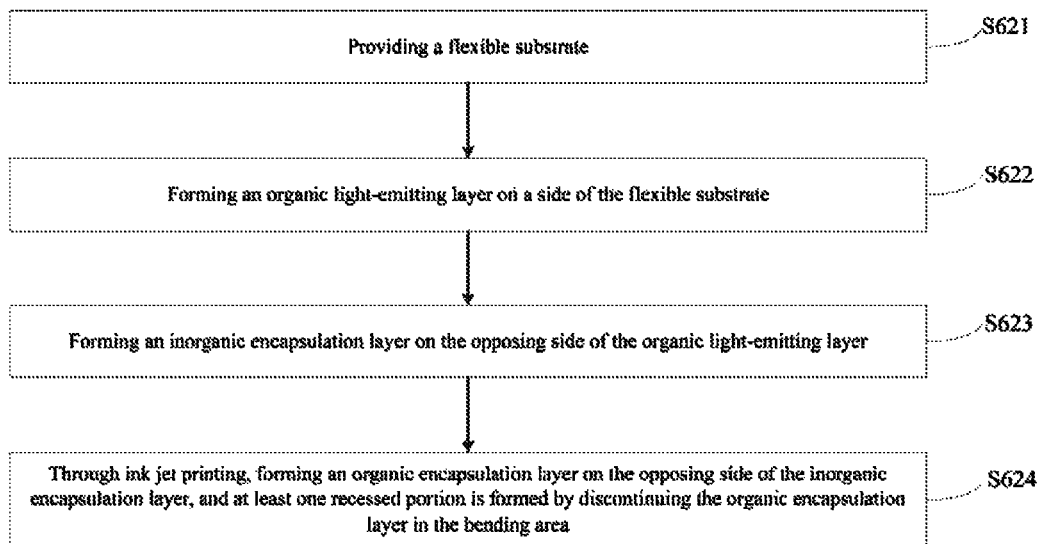 Providing a flexible substrate
S621
Forming an organic light-emitting layer on a side of the flexible substrate
S622
Forming an inorganic encapsulation layer on the opposing side of the organic light-emitting layer
S623
Through ink jet printing, forming an organic encapsulation layer on the opposing side of the inorganic
encapsulation layer, and at least one recessed portion is formed by discontinuing the organic encapsulation
layer in the bending area
S624